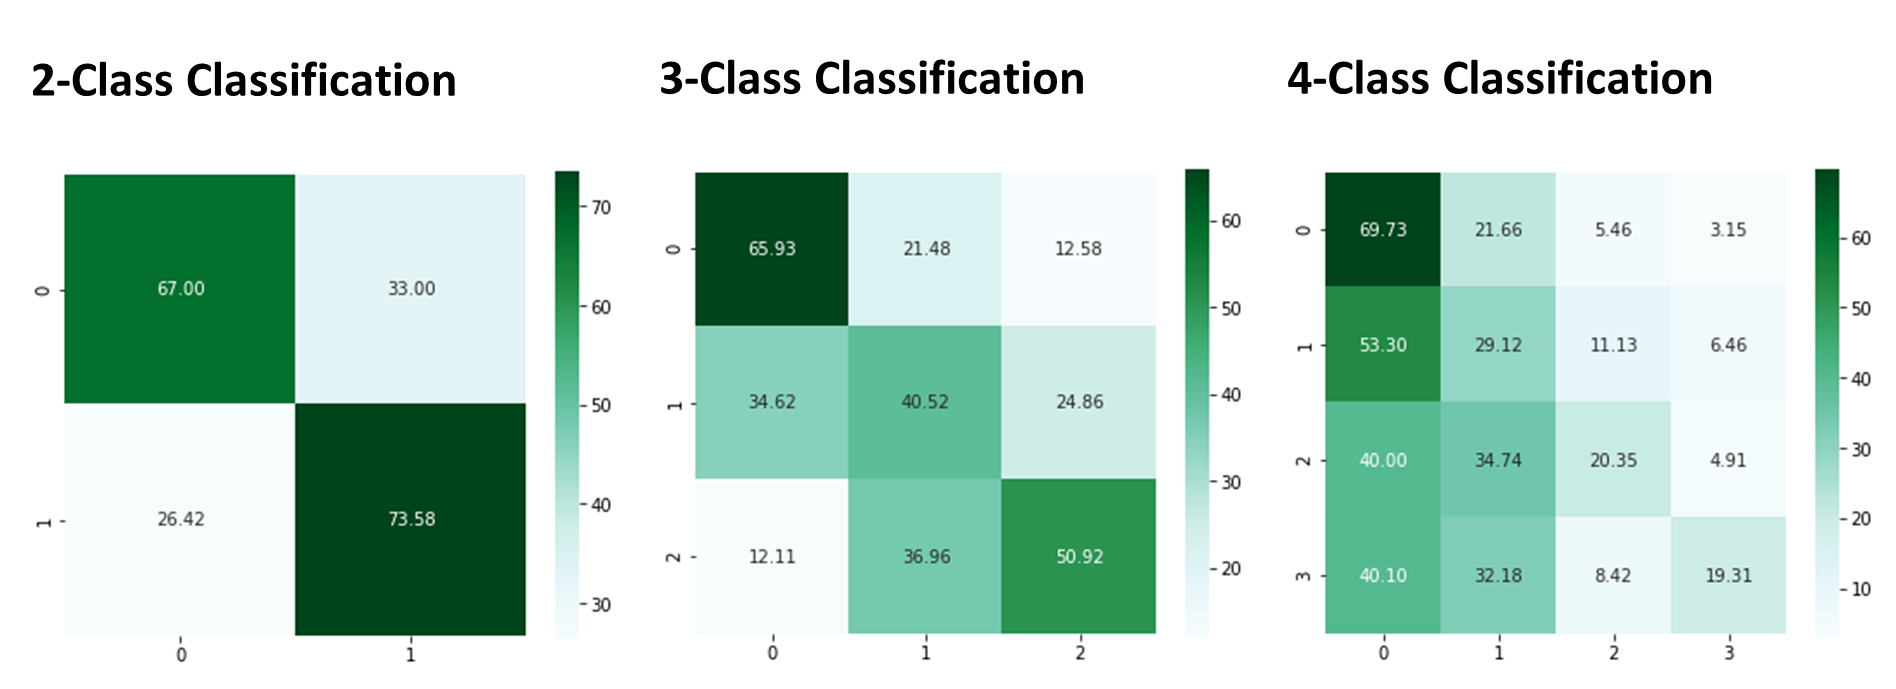 2-Class Classification
0
1
67.00 33.00
26.42 73.58
0 1
70
60
50
40
30
3-Class Classification
0
1
2
65.93 21.48 12.58
34.62 40.52 24.86
12.11 36.96 50.92
0 1 2
60
50
40
30
20
4-Class Classification
0
1
2
3
69.73 21.66 5.46 3.15
53.30 29.12 11.13 6.46
40.00 34.74 20.35 4.91
40.10 32.18 8.42 19.31
0 1 2 3
60
50
40
30
20
10